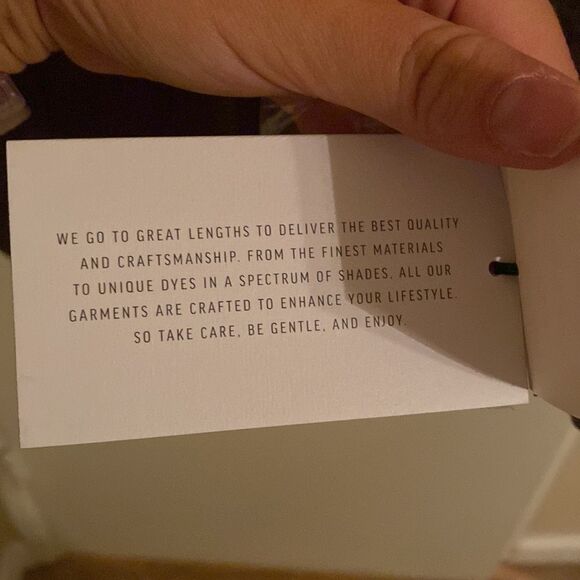 WE GO TO GREAT LENGTHS TO DELIVER THE BEST QUALITY
AND CRAFTSMANSHIP. FROM THE FINEST MATERIALS
TO UNIQUE DYES IN A SPECTRUM OF SHADES. ALL OUR
GARMENTS ARE CRAFTED TO ENHANCE YOUR LIFESTYLE.
SO TAKE CARE, BE GENTLE, AND ENJOY.